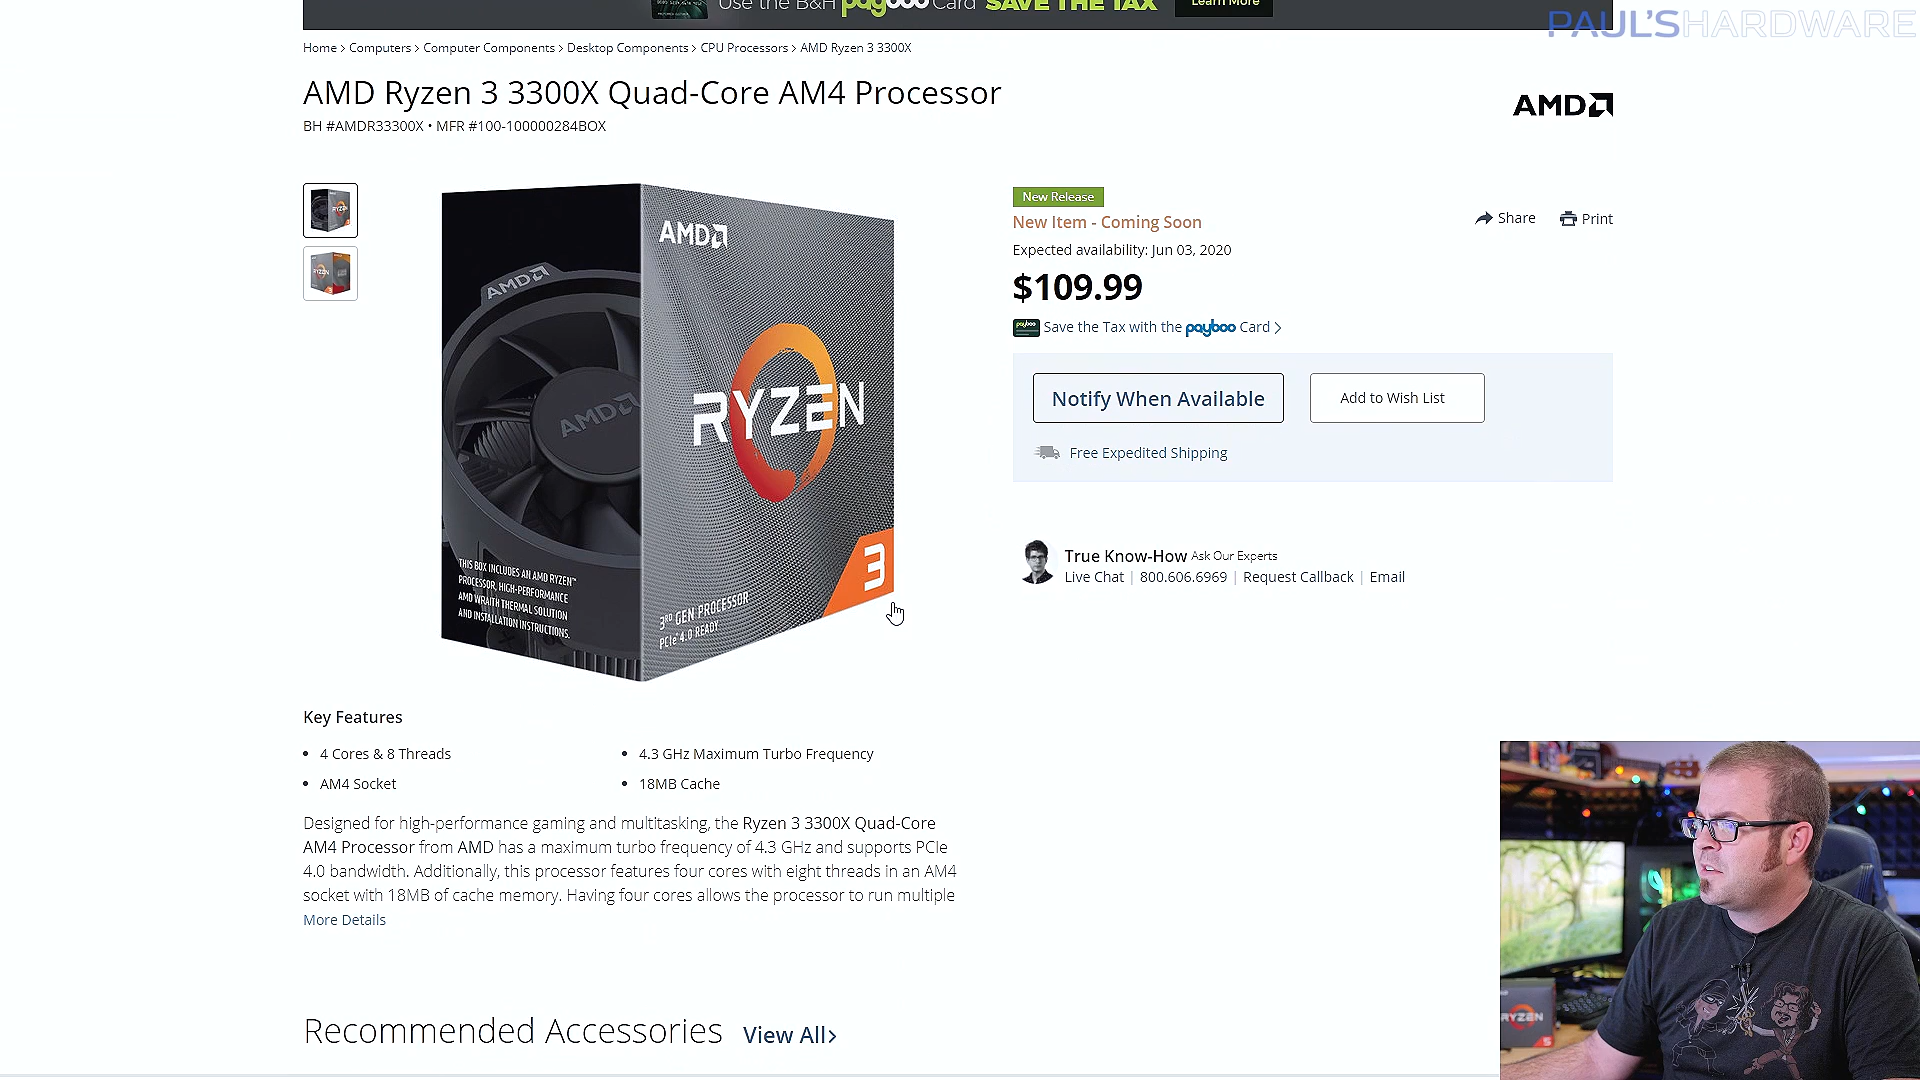 Use the B&H payboo Card SAVE THE TAX Learn More
PAUL'SHARDWARE
Home > Computers > Computer Components > Desktop Components > CPU Processors > AMD Ryzen 3 3300X
AMD Ryzen 3 3300X Quad-Core AM4 Processor
BH #AMDR33300X • MFR #100-100000284BOX
AMD
New Release
New Item - Coming Soon
Share Print
Expected availability: Jun 03, 2020
$109.99
Save the Tax with the payboo Card >
Notify When Available
Add to Wish List
Free Expedited Shipping
True Know-How Ask Our Experts
Live Chat | 800.606.6969 | Request Callback | Email
AMD
AMD
AMD
RYZEN
3
THIS BOX INCLUDES AN AMD RYZEN™
PROCESSOR, HIGH-PERFORMANCE
AMD WRAITH THERMAL SOLUTION
AND INSTALLATION INSTRUCTIONS.
3RD GEN PROCESSOR
PCIe® 4.0 READY
Key Features
• 4 Cores & 8 Threads
• 4.3 GHz Maximum Turbo Frequency
• AM4 Socket
• 18MB Cache
Designed for high-performance gaming and multitasking, the Ryzen 3 3300X Quad-Core
AM4 Processor from AMD has a maximum turbo frequency of 4.3 GHz and supports PCIe
4.0 bandwidth. Additionally, this processor features four cores with eight threads in an AM4
socket with 18MB of cache memory. Having four cores allows the processor to run multiple
More Details
Recommended Accessories View All>
RYZEN
5